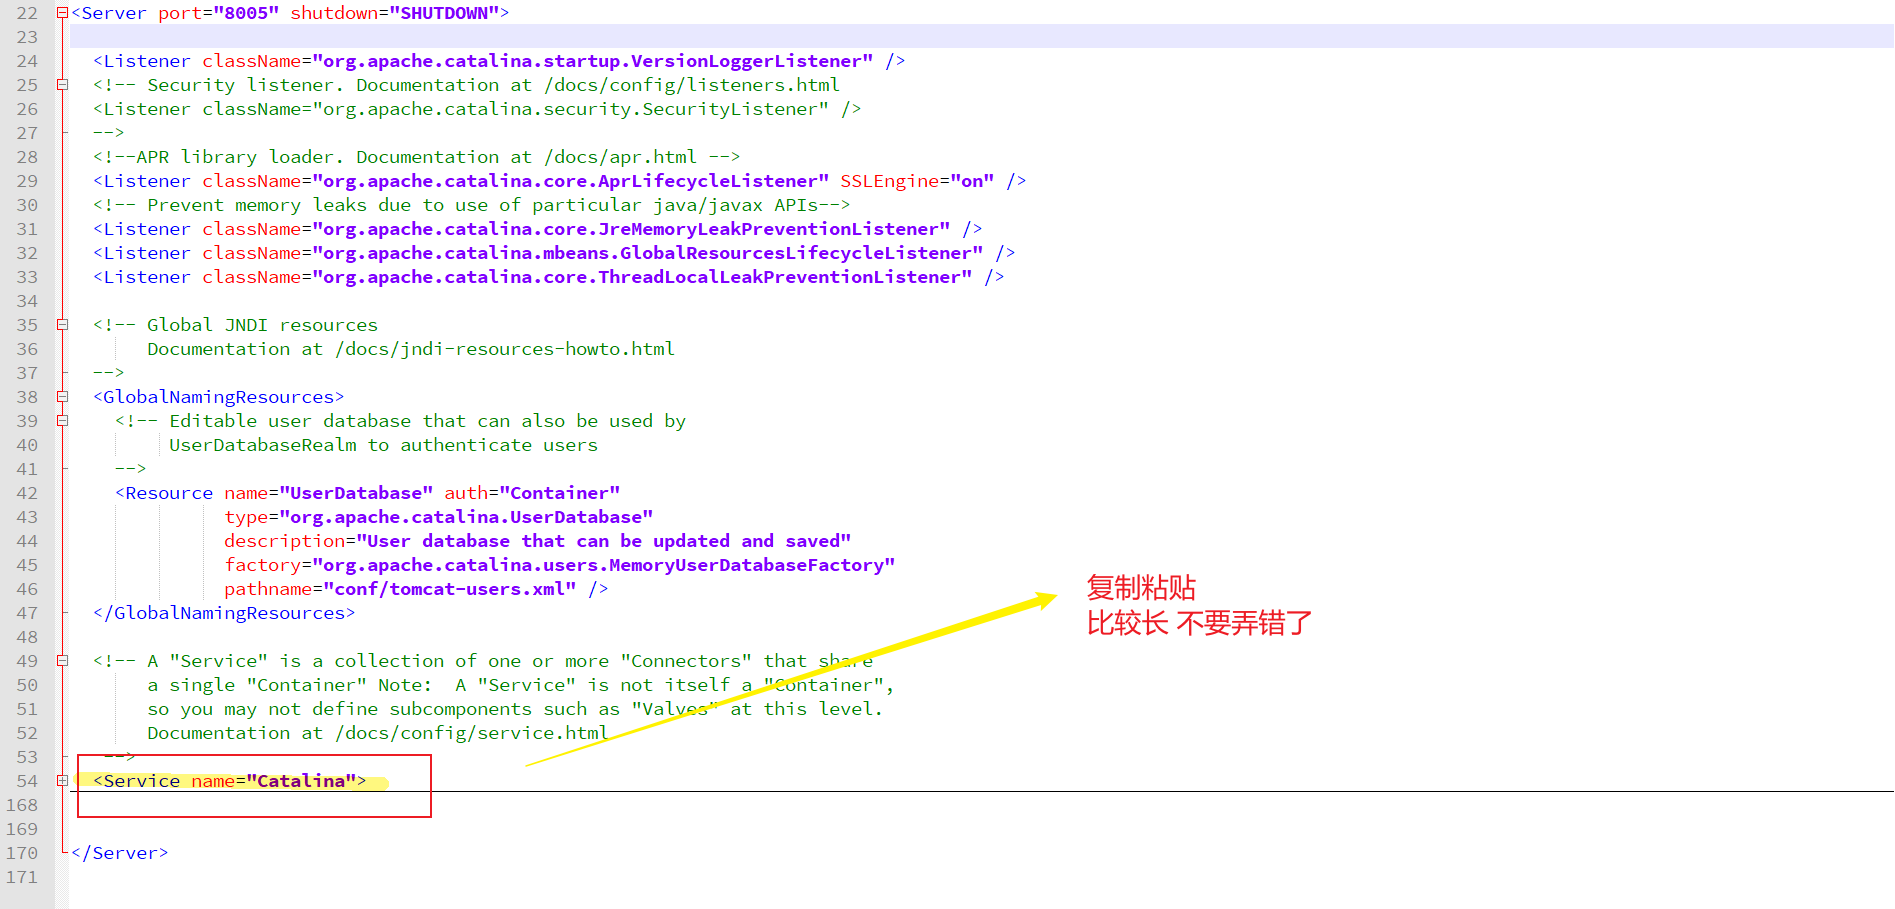 22 <Server port="8005" shutdown="SHUTDOWN">
23
24 <Listener className="org.apache.catalina.startup.VersionLoggerListener" />
25 <!-- Security listener. Documentation at /docs/config/listeners.html
26 <Listener className="org.apache.catalina.security.SecurityListener" />
27 -->
28 <!--APR library loader. Documentation at /docs/apr.html -->
29 <Listener className="org.apache.catalina.core.AprLifecycleListener" SSLEngine="on" />
30 <!-- Prevent memory leaks due to use of particular java/javax APIs-->
31 <Listener className="org.apache.catalina.core.JreMemoryLeakPreventionListener" />
32 <Listener className="org.apache.catalina.mbeans.GlobalResourcesLifecycleListener" />
33 <Listener className="org.apache.catalina.core.ThreadLocalLeakPreventionListener" />
34
35 <!-- Global JNDI resources
36 Documentation at /docs/jndi-resources-howto.html
37 -->
38 <GlobalNamingResources>
39 <!-- Editable user database that can also be used by
40 UserDatabaseRealm to authenticate users
41 -->
42 <Resource name="UserDatabase" auth="Container"
43 type="org.apache.catalina.UserDatabase"
44 description="User database that can be updated and saved"
45 factory="org.apache.catalina.users.MemoryUserDatabaseFactory"
46 pathname="conf/tomcat-users.xml" />
47 </GlobalNamingResources>
48
49 <!-- A "Service" is a collection of one or more "Connectors" that share
50 a single "Container" Note:  A "Service" is not itself a "Container",
51 so you may not define subcomponents such as "Valves" at this level.
52 Documentation at /docs/config/service.html
53 -->
54 <Service name="Catalina">
168
169
170 </Server>
171
复制粘贴
比较长 不要弄错了